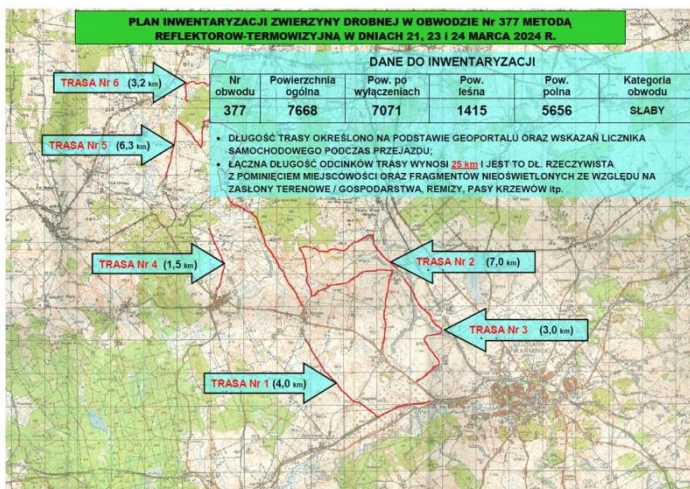 PLAN INWENTARYZACJI ZWIERZYNY DROBNEJ W OBWODZIE Nr 377 METODĄ
REFLEKTOROW-TERMOWIZYJNĄ W DNIACH 21, 23 i 24 MARCA 2024 R.
DANE DO INWENTARYZACJI
Nr obwodu Powierzchnia ogólna Pow. po wyłączeniach Pow. leśna Pow. polna Kategoria obwodu
377 7668 7071 1415 5656 SŁABY
• DŁUGOŚĆ TRASY OKREŚLONO NA PODSTAWIE GEOPORTALU ORAZ WSKAZAŃ LICZNIKA
SAMOCHODOWEGO PODCZAS PRZEJAZDU;
• ŁĄCZNA DŁUGOŚĆ ODCINKÓW TRASY WYNOSI 25 km I JEST TO DŁ. RZECZYWISTA
Z POMINIĘCIEM MIEJSCOWOŚCI ORAZ FRAGMENTÓW NIEOŚWIETLONYCH ZE WZGLĘDU NA
ZASŁONY TERENOWE / GOSPODARSTWA, REMIZY, PASY KRZEWÓW itp.
TRASA Nr 6 (3,2 km)
TRASA Nr 5 (6,3 km)
TRASA Nr 4 (1,5 km)
TRASA Nr 2 (7,0 km)
TRASA Nr 3 (3,0 km)
TRASA Nr 1 (4,0 km)